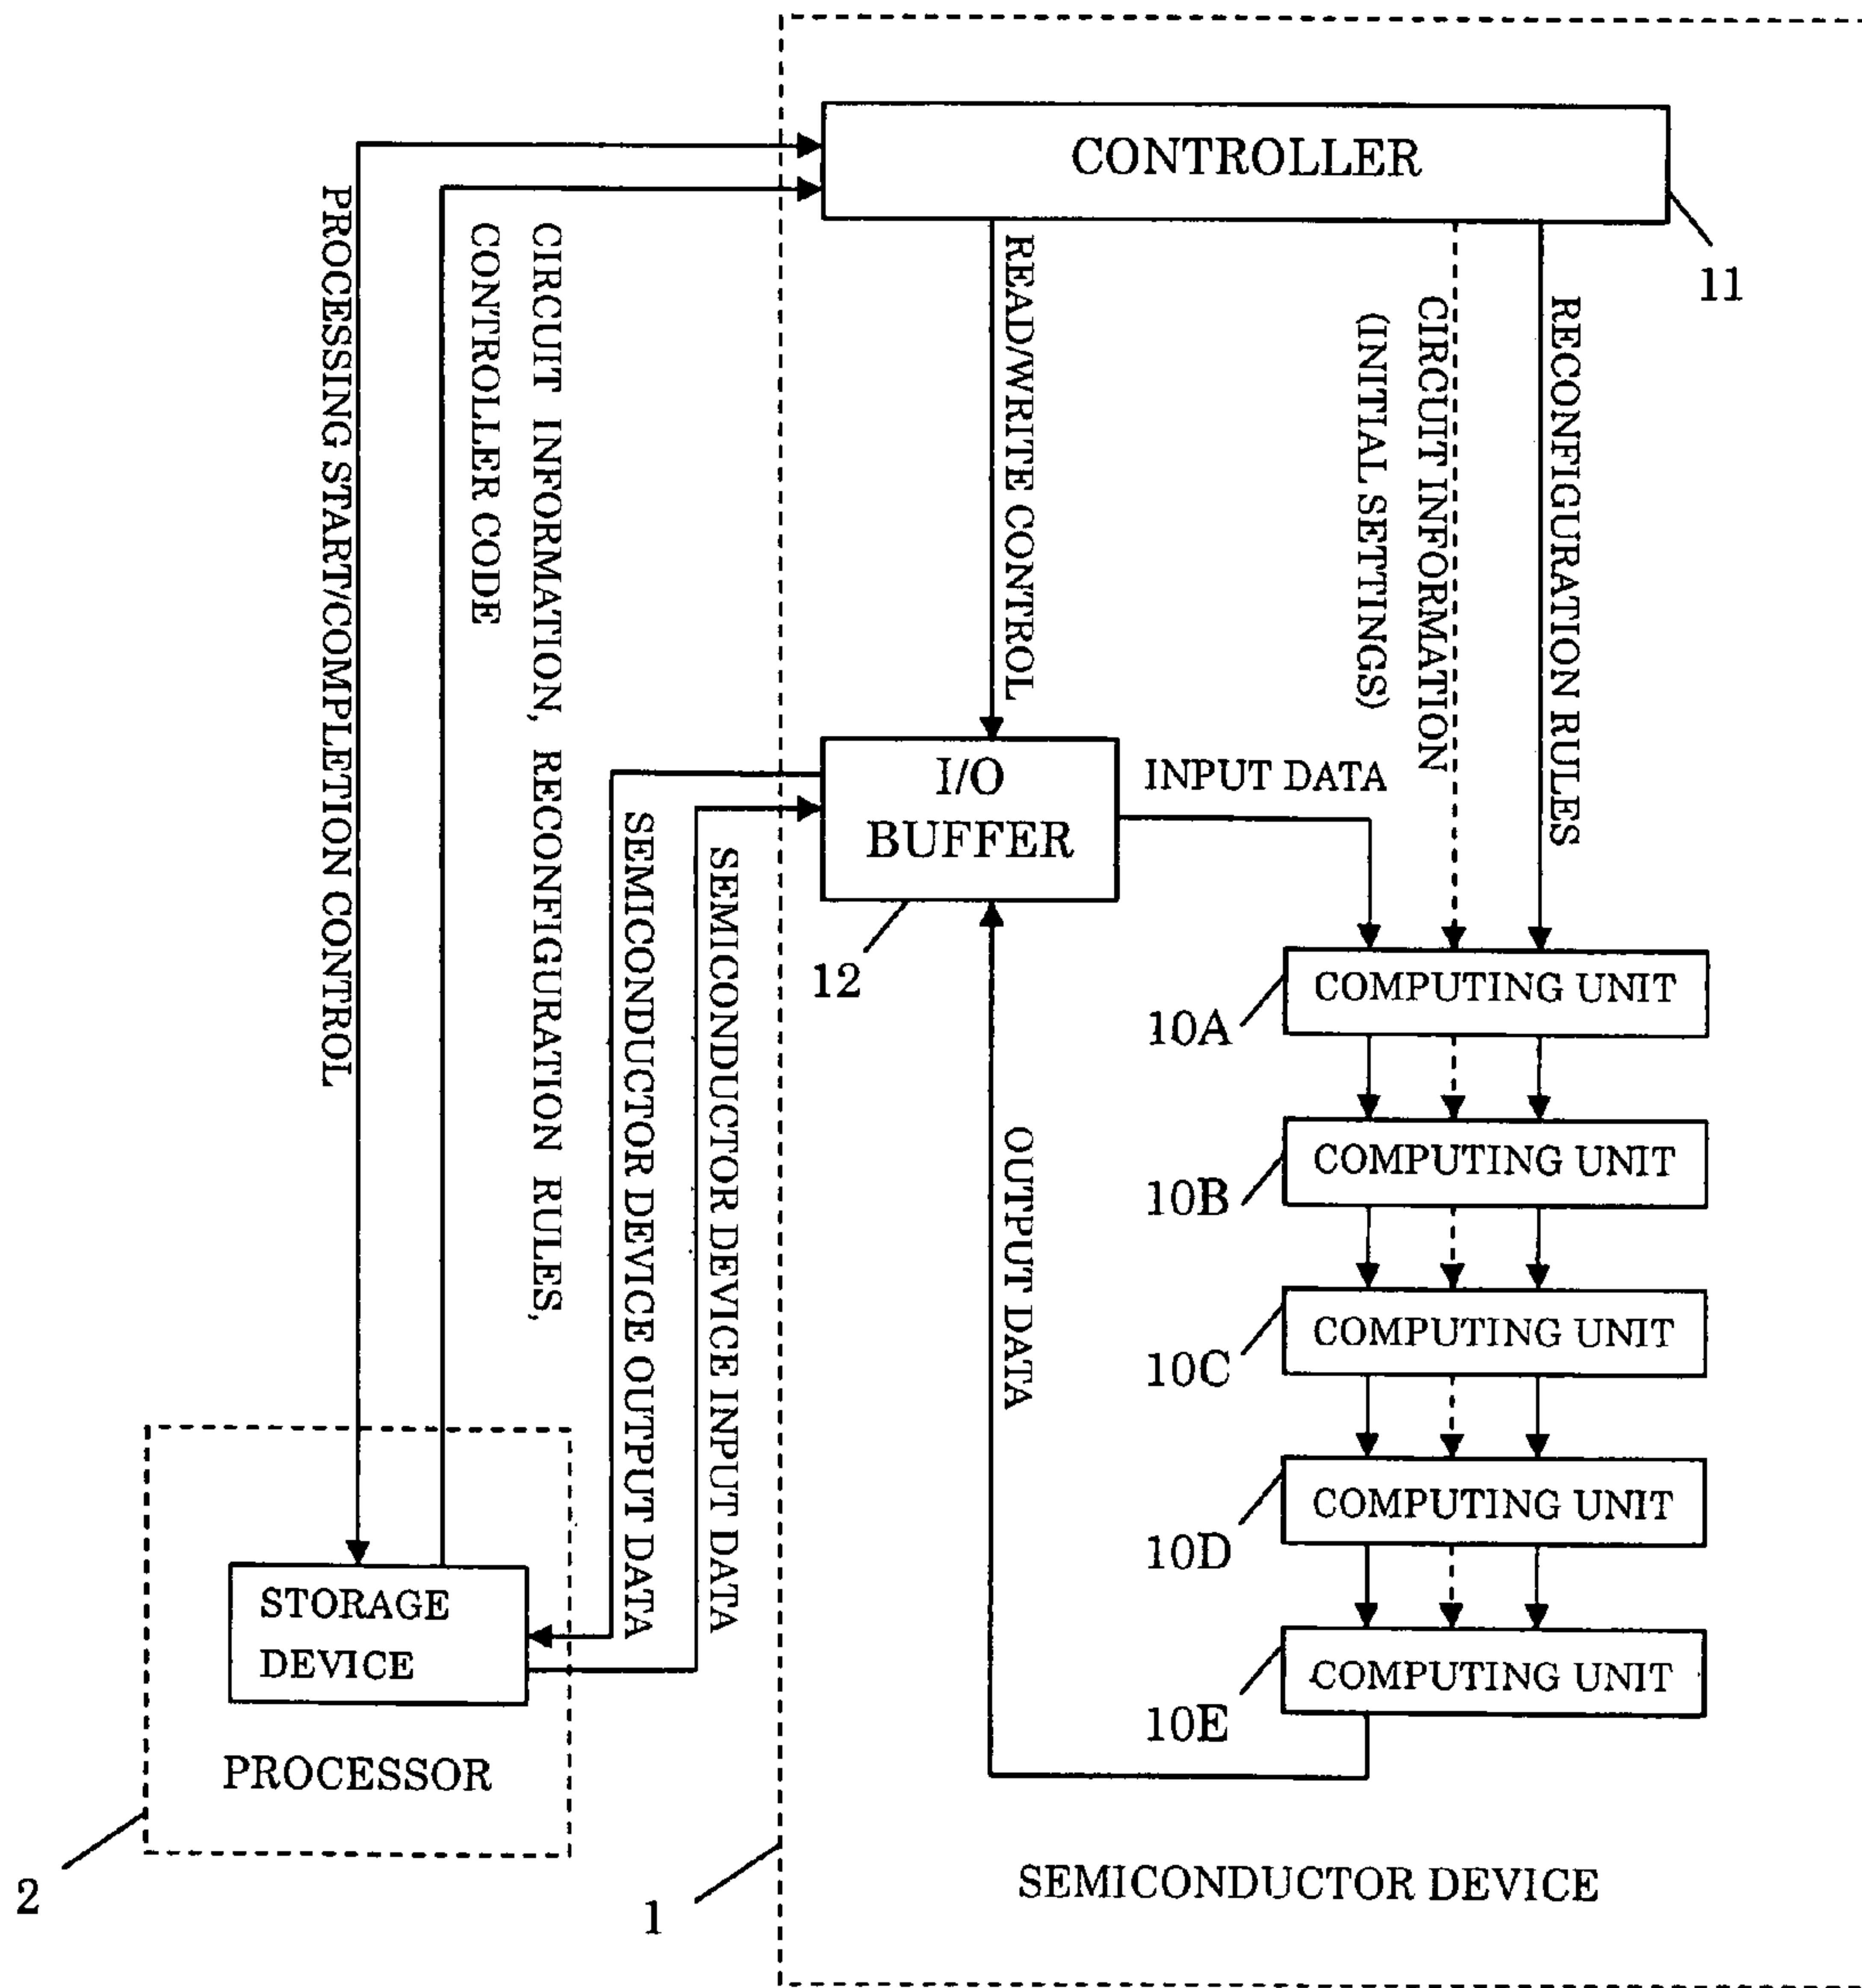 CONTROLLER
11
PROCESSING START/COMPLETION CONTROL
CIRCUIT INFORMATION, RECONFIGURATION RULES,
CONTROLLER CODE
READ/WRITE CONTROL
CIRCUIT INFORMATION
(INITIAL SETTINGS)
RECONFIGURATION RULES
I/O
BUFFER
12
INPUT DATA
SEMICONDUCTOR DEVICE OUTPUT DATA
SEMICONDUCTOR DEVICE INPUT DATA
OUTPUT DATA
COMPUTING UNIT
10A
COMPUTING UNIT
10B
COMPUTING UNIT
10C
COMPUTING UNIT
10D
COMPUTING UNIT
10E
STORAGE
DEVICE
PROCESSOR
2
1
SEMICONDUCTOR DEVICE